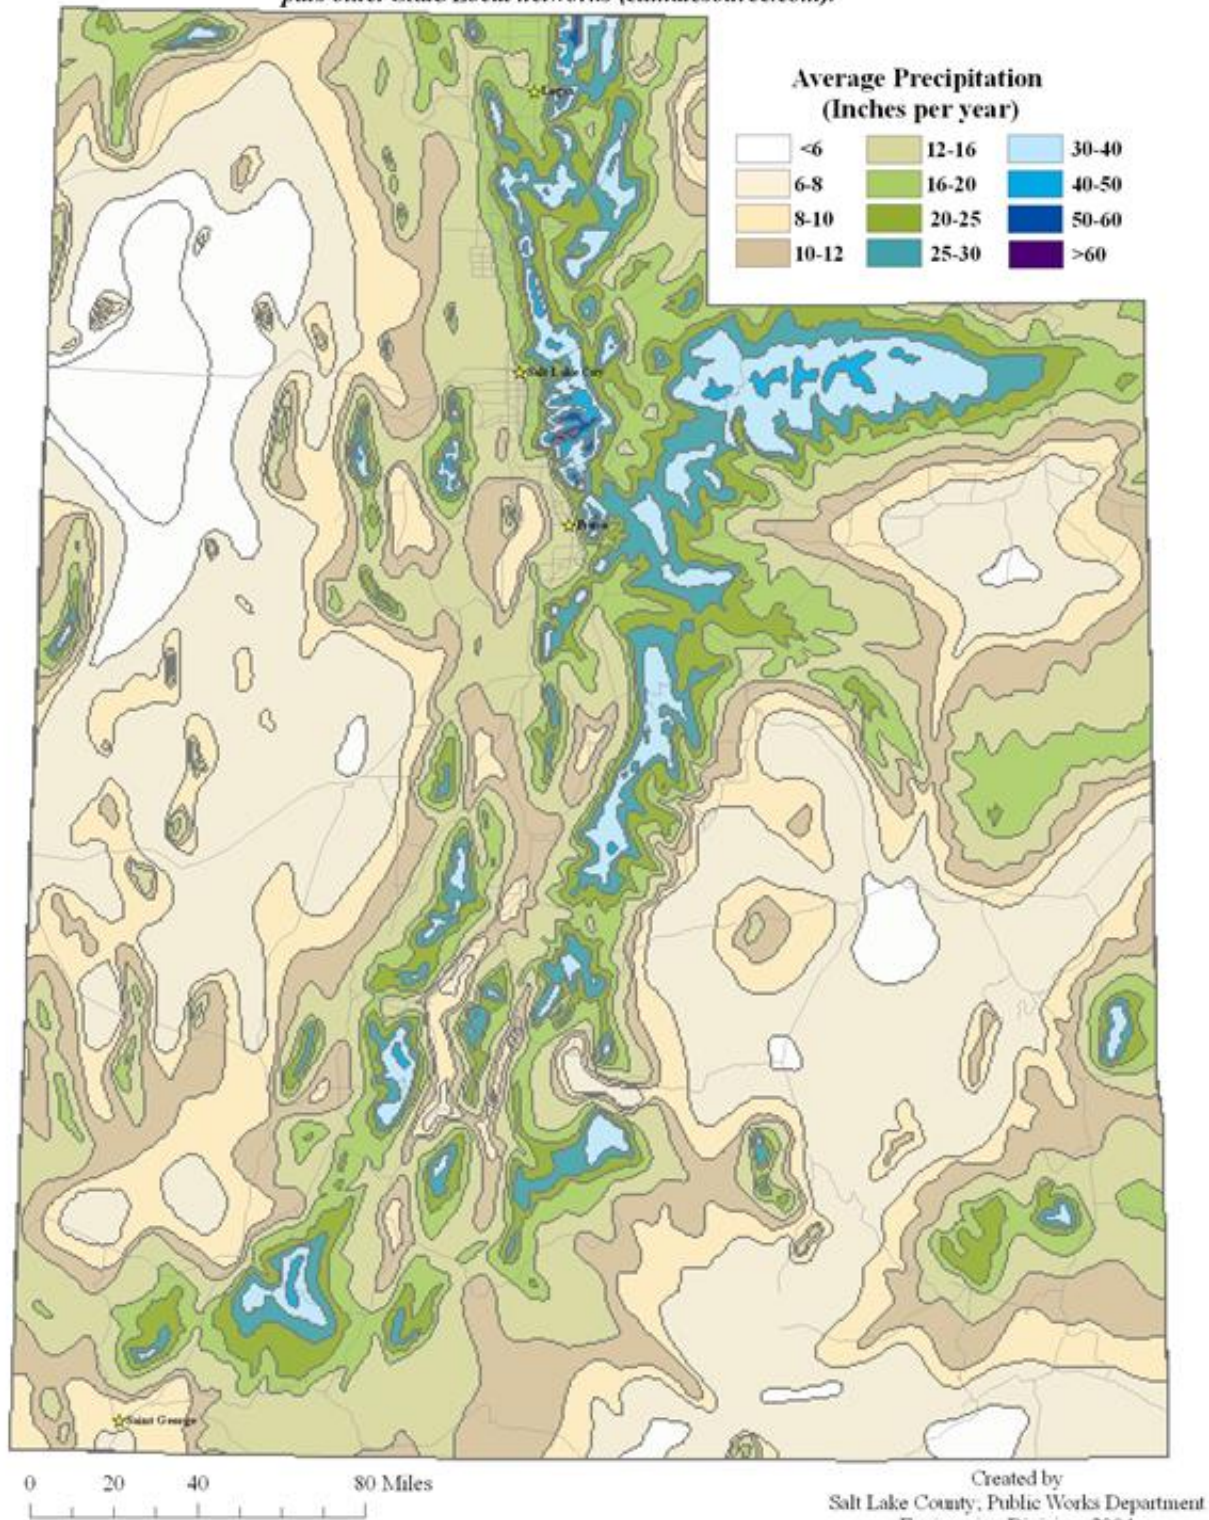 Average Precipitation
(Inches per year)
<6 12-16 30-40
6-8 16-20 40-50
8-10 20-25 50-60
10-12 25-30 >60
Logan
Salt Lake City
Provo
Saint George
0 20 40 80 Miles
Created by
Salt Lake County, Public Works Department